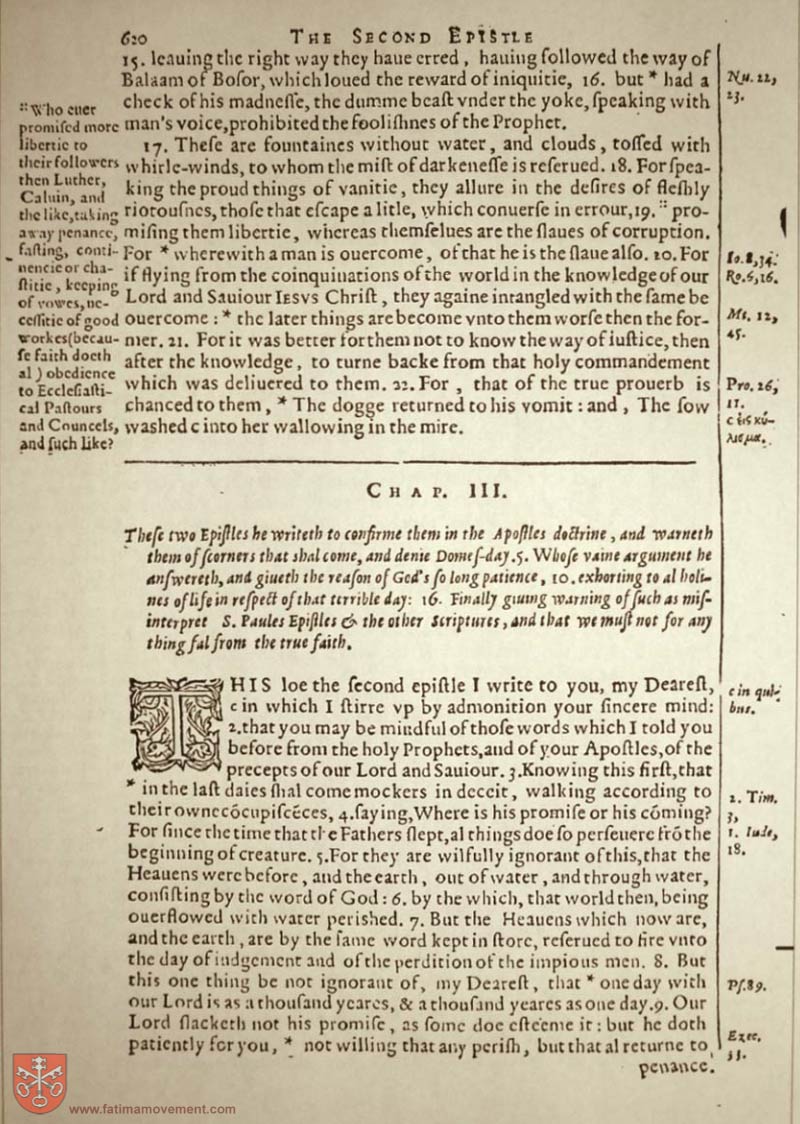 620 THE SECOND EPISTLE
15. leauing the right way they haue erred, hauing followed the way of
Balaam of Bosor, which loued the reward of iniquitie, 16. but * had a
check of his madneſſe, the dumme beaſt vnder the yoke, ſpeaking with
man's voice, prohibited the fooliſhnes of the Prophet.
17. Theſe are fountaines without water, and clouds, toſſed with
whirle-winds, to whom the miſt of darkeneſſe is reſerued. 18. For ſpea-
king the proud things of vanitie, they allure in the deſires of fleſhly
riotouſnes, thoſe that eſcape a litle, which conuerſe in errour, 19. :: pro-
miſing them libertie, whereas themſelues are the ſlaues of corruption.
For * wherewith a man is ouercome, of that he is the ſlaue alſo. 20. For
if flying from the coinquinations of the world in the knowledge of our
Lord and Sauiour IESVS Chriſt, they againe intangled with the ſame be
ouercome: * the later things are become vnto them worſe then the for-
mer. 21. For it was better for them not to know the way of iuſtice, then
after the knowledge, to turne backe from that holy commandement
which was deliuered to them. 22. For, that of the true prouerb is
chanced to them, * The dogge returned to his vomit: and, The ſow
waſhed c into her wallowing in the mire.
:: Who euer
promiſed more
libertie to
their followers
then Luther,
Caluin, and
the like, taking
away penance,
faſting, conti-
nencie or cha-
ſtitie, keeping
of vowes, ne-
ceſſitie of good
workes (becau-
ſe faith doeth
al) obedience
to Eccleſiaſti-
cal Paſtours
and Councels,
and ſuch like?
Nu. 22,
23.
Io. 8, 34.
Ro. 6, 16.
Mt. 12,
45.
Pro. 26,
11.
c εἰς κύ-
λισμα.
CHAP. III.
Theſe two Epiſtles he writeth to confirme them in the Apoſtles doctrine, and warneth
them of ſcorners that shal come, and denie Domeſ-day. 5. Whoſe vaine argument he
anſwereth, and giueth the reaſon of God's ſo long patience, 10. exhorting to al holi-
nes of life in reſpect of that terrible day: 16. Finally giuing warning of ſuch as miſ-
interpret S. Paules Epiſtles & the other Scriptures, and that we muſt not for any
thing fal from the true faith.
THIS loe the ſecond epiſtle I write to you, my Deareſt,
c in which I ſtirre vp by admonition your ſincere mind:
2. that you may be mindful of thoſe words which I told you
before from the holy Prophets, and of your Apoſtles, of the
precepts of our Lord and Sauiour. 3. Knowing this firſt, that
* in the laſt daies ſhal come mockers in deceit, walking according to
their owne cōcupiſcēces, 4. ſaying, Where is his promiſe or his cōming?
For ſince the time that the Fathers ſlept, al things doe ſo perſeuere frō the
beginning of creature. 5. For they are wilfully ignorant of this, that the
Heauens were before, and the earth, out of water, and through water,
conſiſting by the word of God: 6. by the which, that world then, being
ouerflowed with water periſhed. 7. But the Heauens which now are,
and the earth, are by the ſame word kept in ſtore, reſerued to fire vnto
the day of iudgement and of the perdition of the impious men. 8. But
this one thing be not ignorant of, my Deareſt, that * one day with
our Lord is as a thouſand yeares, & a thouſand yeares as one day. 9. Our
Lord ſlacketh not his promiſe, as ſome doe eſteeme it: but he doth
patiently for you, * not willing that any periſh, but that al returne to
penance.
c in qui-
bus.
2. Tim.
3,
1. Iude,
18.
Pſ. 89.
Ezec.
33.
www.fatimamovement.com